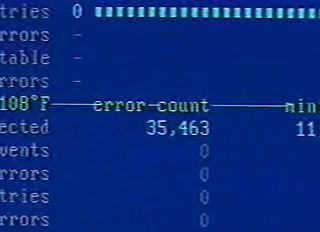 tries 0
rrors -
table -
rrors -
108°F error count min
ected 35,463 11
vents 0
rrors 0
tries 0
rrors 0